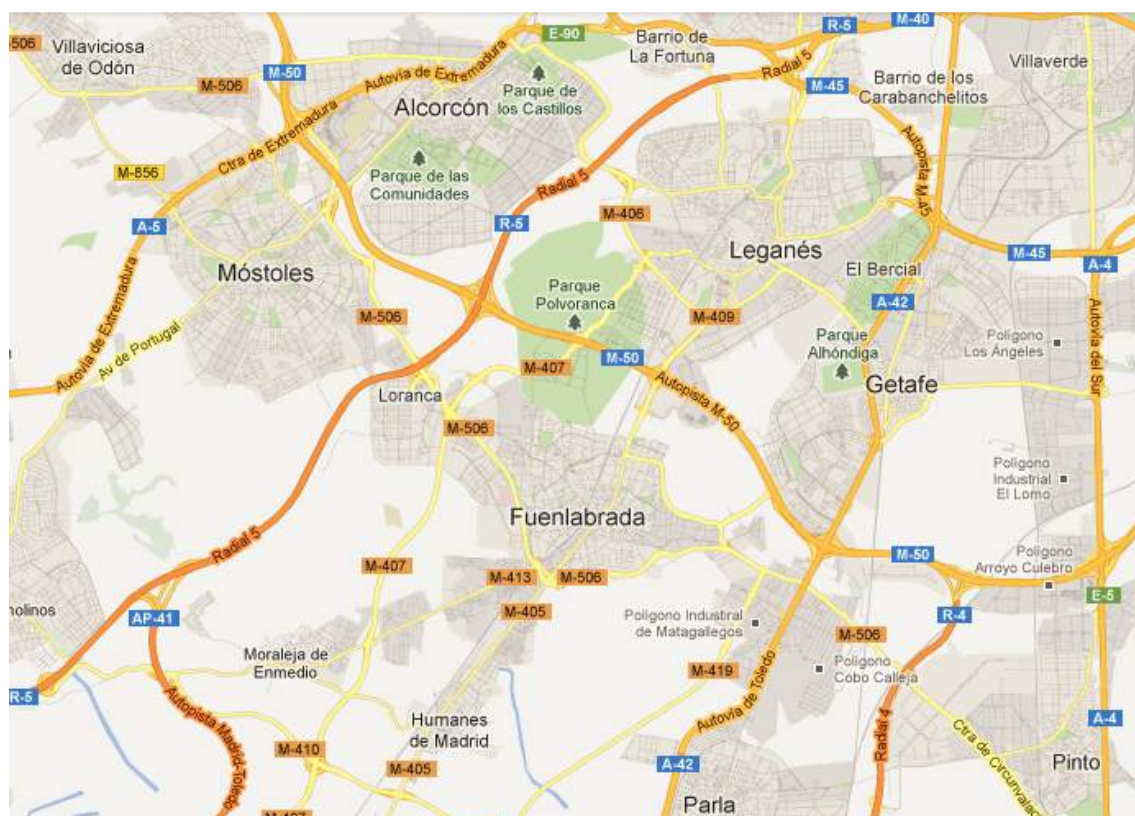 506
Villaviciosa
de Odón
M-50
M-506
Autovía de Extremadura
E-90
Barrio de
La Fortuna
R-5
M-40
Radial 5
M-45
Barrio de los
Carabanchelitos
Villaverde
Alcorcón
Parque de
los Castillos
Ctra de Extremadura
Autopista M-45
M-856
Parque de las
Comunidades
Radial 5
A-5
R-5
M-406
Leganés
M-45
A-4
Móstoles
El Bercial
A-42
Parque
Polvoranca
M-506
M-409
Autovía de Extremadura
Av de Portugal
Parque
Alhóndiga
Polígono
Los Ángeles
Autovía del Sur
M-50
M-407
Loranca
Getafe
Autopista M-50
M-506
Polígono
Industrial
El Lomo
Fuenlabrada
Radial 5
M-407
M-413
M-506
M-50
Polígono
Arroyo Culebro
E-5
molinos
AP-41
M-405
Polígono Industiral
de Matagallegos
R-4
M-506
Moraleja de
Enmedio
M-419
Polígono
Cobo Calleja
R-5
Autopista Madrid-Toledo
Autovía de Toledo
Radial 4
Humanes
de Madrid
Ctra de Circunvalac
A-4
M-410
M-405
A-42
Pinto
Parla
M-407